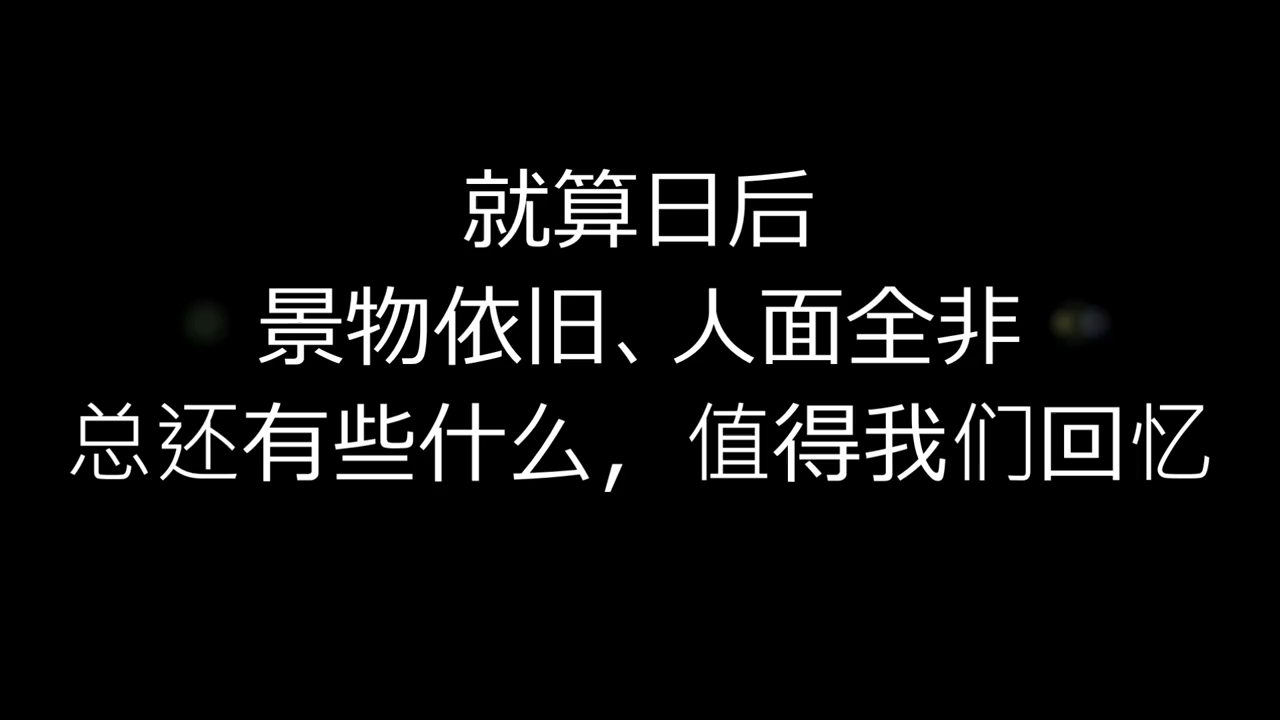 就算日后
景物依旧、人面全非
总还有些什么，值得我们回忆